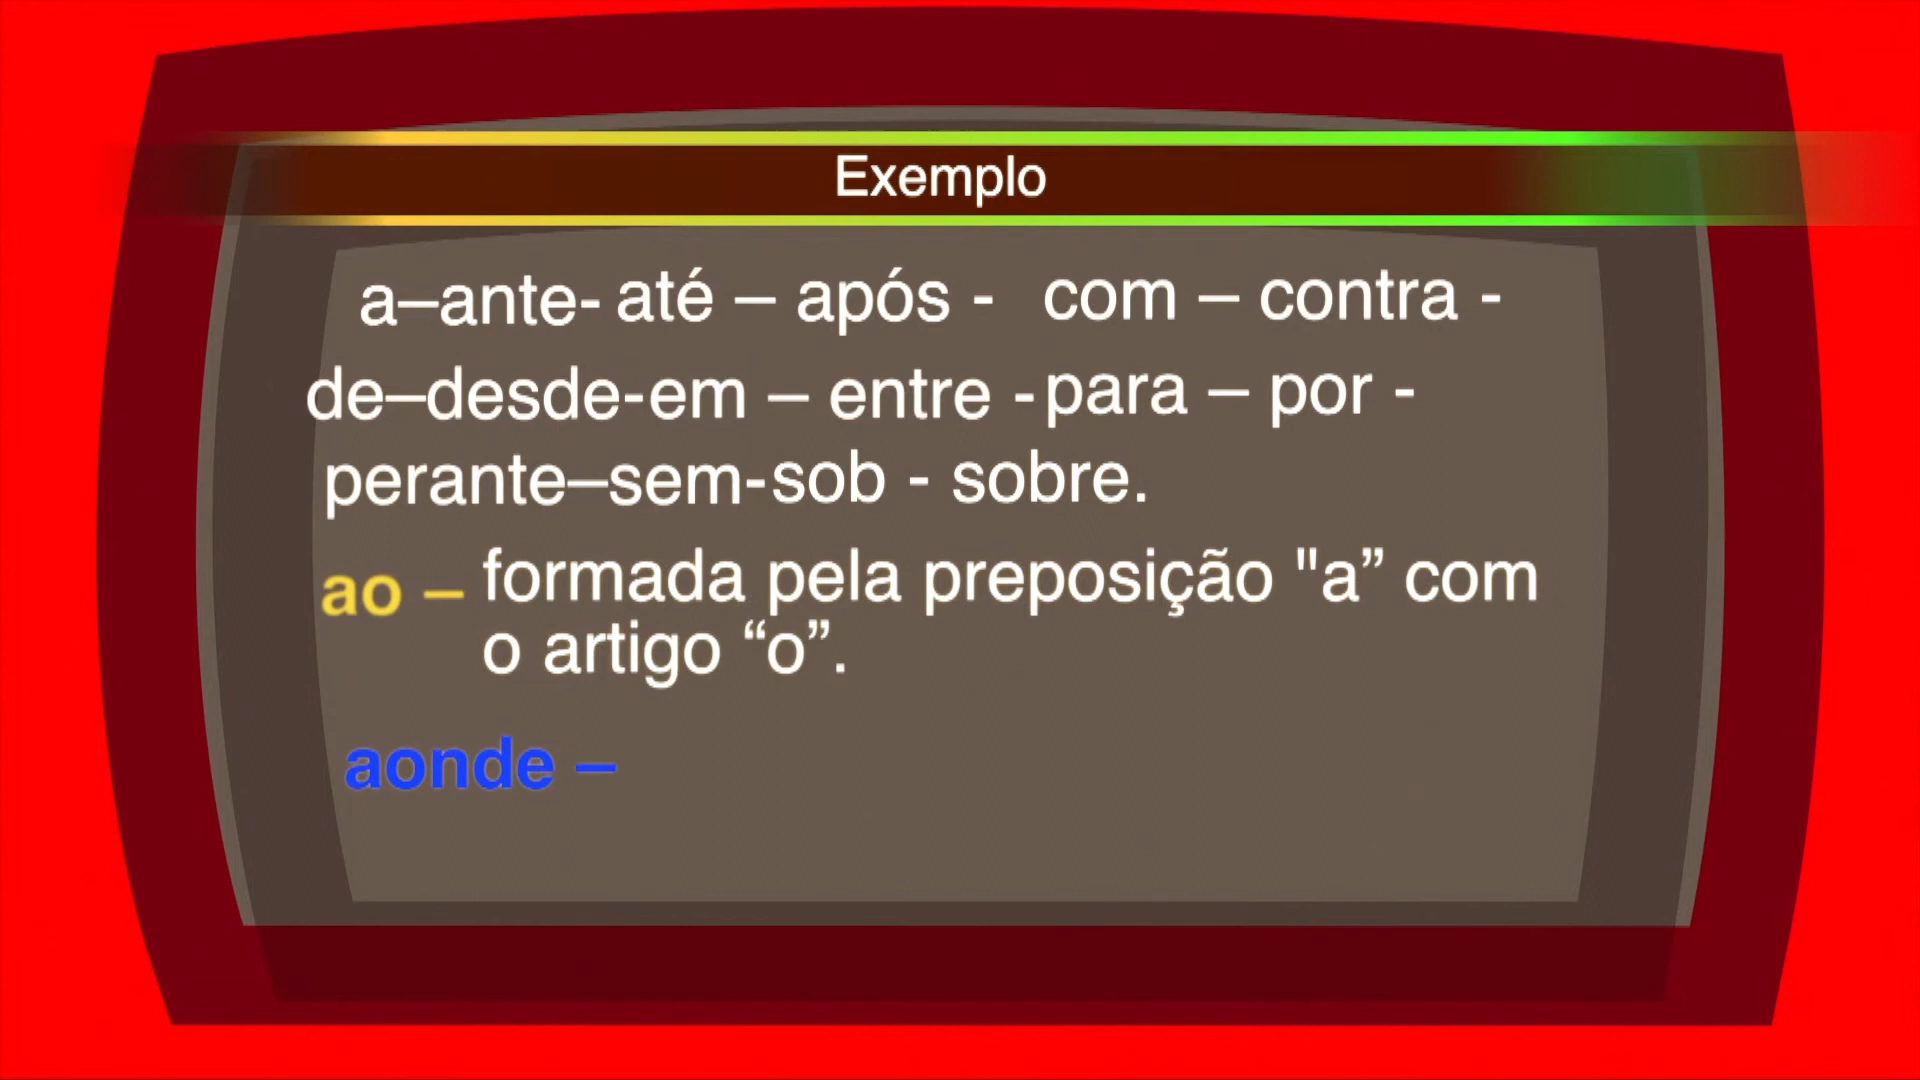 Exemplo
a–ante- até – após - com – contra -
de–desde-em – entre -para – por -
perante–sem-sob - sobre.
ao – formada pela preposição "a” com
o artigo “o”.
aonde –